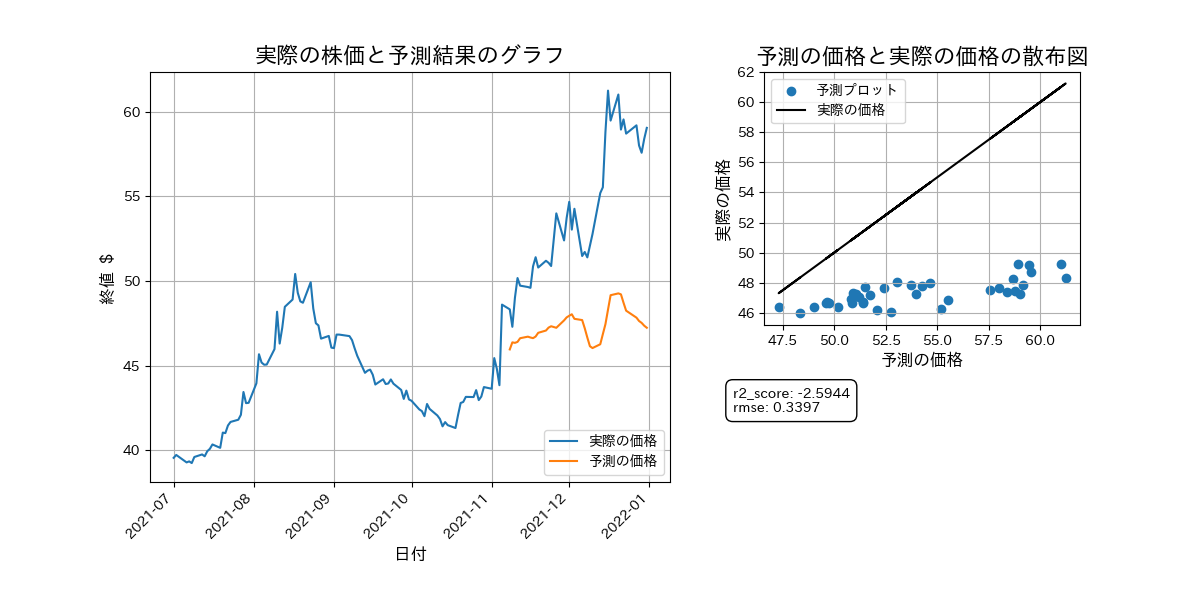 実際の株価と予測結果のグラフ
終値 $
60
55
50
45
40
2021-07
2021-08
2021-09
2021-10
2021-11
2021-12
2022-01
日付
実際の価格
予測の価格
予測の価格と実際の価格の散布図
実際の価格
62
60
58
56
54
52
50
48
46
予測プロット
実際の価格
47.5
50.0
52.5
55.0
57.5
60.0
予測の価格
r2_score: -2.5944
rmse: 0.3397